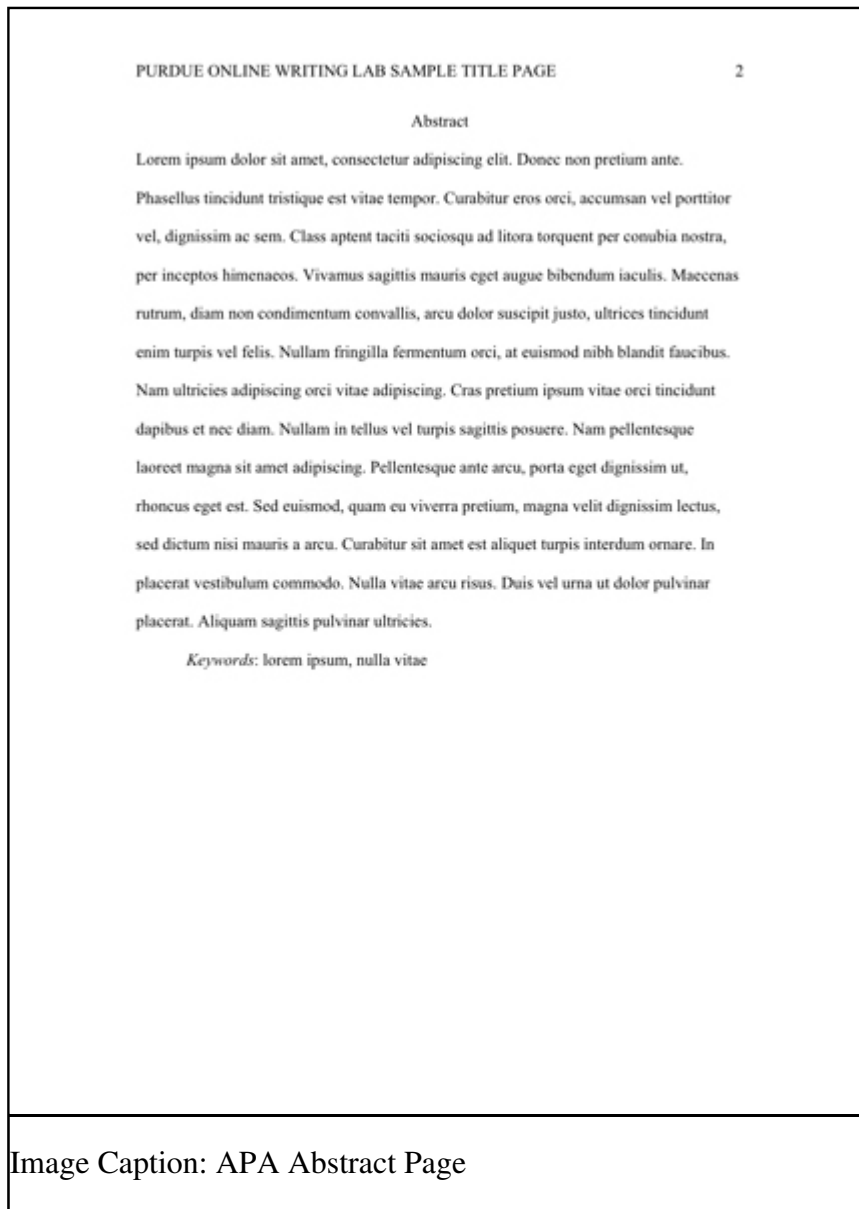 PURDUE ONLINE WRITING LAB SAMPLE TITLE PAGE 2
Abstract
Lorem ipsum dolor sit amet, consectetur adipiscing elit. Donec non pretium ante.
Phasellus tincidunt tristique est vitae tempor. Curabitur eros orci, accumsan vel porttitor
vel, dignissim ac sem. Class aptent taciti sociosqu ad litora torquent per conubia nostra,
per inceptos himenaeos. Vivamus sagittis mauris eget augue bibendum iaculis. Maecenas
rutrum, diam non condimentum convallis, arcu dolor suscipit justo, ultrices tincidunt
enim turpis vel felis. Nullam fringilla fermentum orci, at euismod nibh blandit faucibus.
Nam ultricies adipiscing orci vitae adipiscing. Cras pretium ipsum vitae orci tincidunt
dapibus et nec diam. Nullam in tellus vel turpis sagittis posuere. Nam pellentesque
laoreet magna sit amet adipiscing. Pellentesque ante arcu, porta eget dignissim ut,
rhoncus eget est. Sed euismod, quam eu viverra pretium, magna velit dignissim lectus,
sed dictum nisi mauris a arcu. Curabitur sit amet est aliquet turpis interdum ornare. In
placerat vestibulum commodo. Nulla vitae arcu risus. Duis vel urna ut dolor pulvinar
placerat. Aliquam sagittis pulvinar ultricies.
Keywords: lorem ipsum, nulla vitae
Image Caption: APA Abstract Page